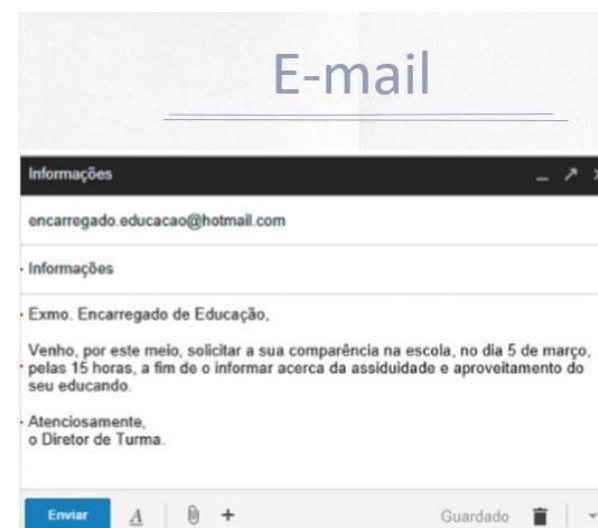 E-mail
Informações
encarregado.educacao@hotmail.com
Informações
Exmo. Encarregado de Educação,
Venho, por este meio, solicitar a sua comparência na escola, no dia 5 de março,
pelas 15 horas, a fim de o informar acerca da assiduidade e aproveitamento do
seu educando.
Atenciosamente,
o Diretor de Turma.
Enviar A Guardado